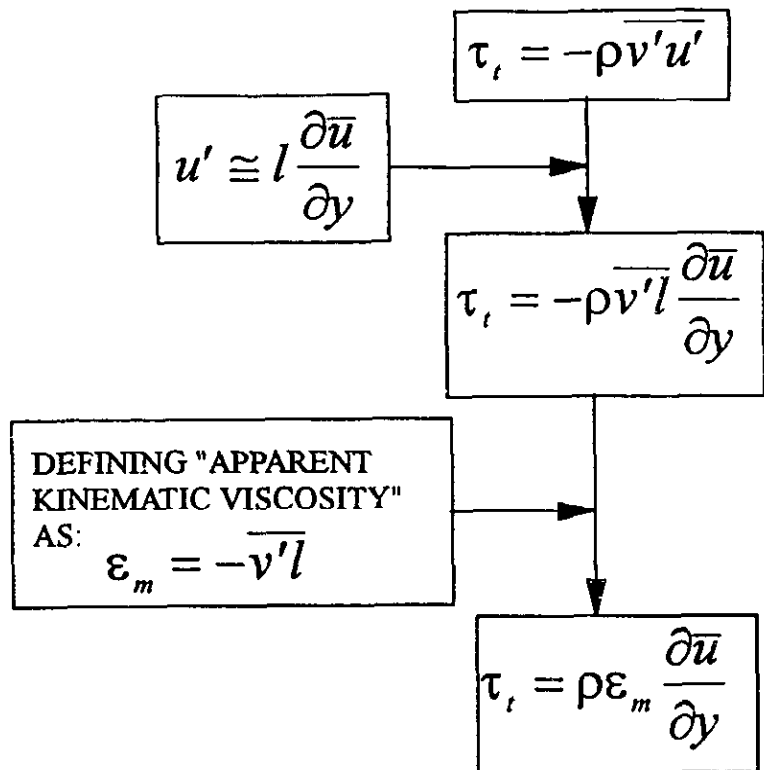 τ_t = −ρ\overline{v'u'}
u' ≅ l ∂\overline{u}/∂y
τ_t = −ρ\overline{v'l} ∂\overline{u}/∂y
DEFINING "APPARENT
KINEMATIC VISCOSITY"
AS:
ε_m = −\overline{v'l}
τ_t = ρε_m ∂\overline{u}/∂y